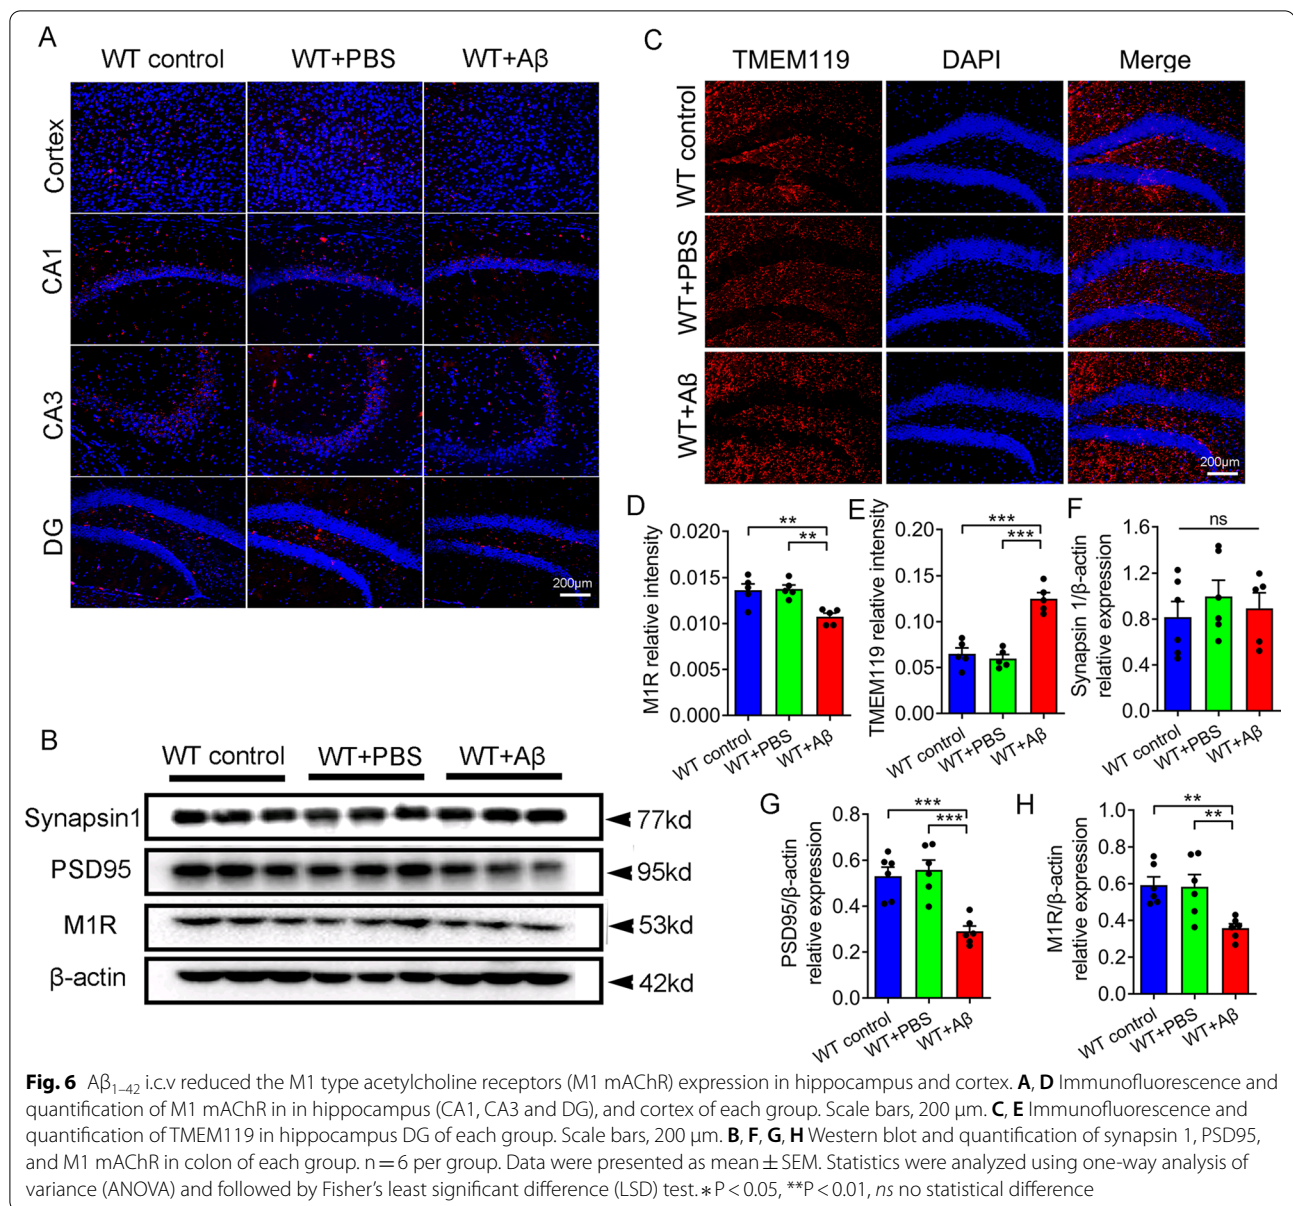 A
WT control WT+PBS WT+Aβ
Cortex
CA1
CA3
DG
200μm
C
TMEM119 DAPI Merge
WT control
WT+PBS
WT+Aβ
200μm
B
WT control WT+PBS WT+Aβ
Synapsin1 77kd
PSD95 95kd
M1R 53kd
β-actin 42kd
D
M1R relative intensity
0.020
0.015
0.010
0.005
0.000
**
**
WT control WT+PBS WT+Aβ
E
TMEM119 relative intensity
0.20
0.15
0.10
0.05
0.00
***
***
WT control WT+PBS WT+Aβ
F
Synapsin 1/β-actin
relative expression
1.6
1.2
0.8
0.4
0.0
ns
WT control WT+PBS WT+Aβ
G
PSD95/β-actin
relative expression
0.8
0.6
0.4
0.2
0.0
***
***
WT control WT+PBS WT+Aβ
H
M1R/β-actin
relative expression
1.0
0.8
0.6
0.4
0.2
0.0
**
**
WT control WT+PBS WT+Aβ
Fig. 6 Aβ1–42 i.c.v reduced the M1 type acetylcholine receptors (M1 mAChR) expression in hippocampus and cortex. A, D Immunofluorescence and
quantification of M1 mAChR in in hippocampus (CA1, CA3 and DG), and cortex of each group. Scale bars, 200 μm. C, E Immunofluorescence and
quantification of TMEM119 in hippocampus DG of each group. Scale bars, 200 μm. B, F, G, H Western blot and quantification of synapsin 1, PSD95,
and M1 mAChR in colon of each group. n = 6 per group. Data were presented as mean ± SEM. Statistics were analyzed using one-way analysis of
variance (ANOVA) and followed by Fisher's least significant difference (LSD) test. *P < 0.05, **P < 0.01, ns no statistical difference